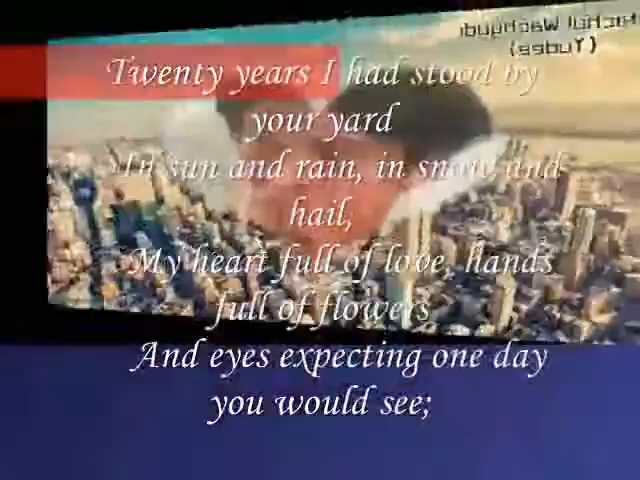 (Yubee)
Twenty years I had stood by
your yard
In sun and rain, in snow and
hail,
My heart full of love, hands
full of flowers
And eyes expecting one day
you would see;